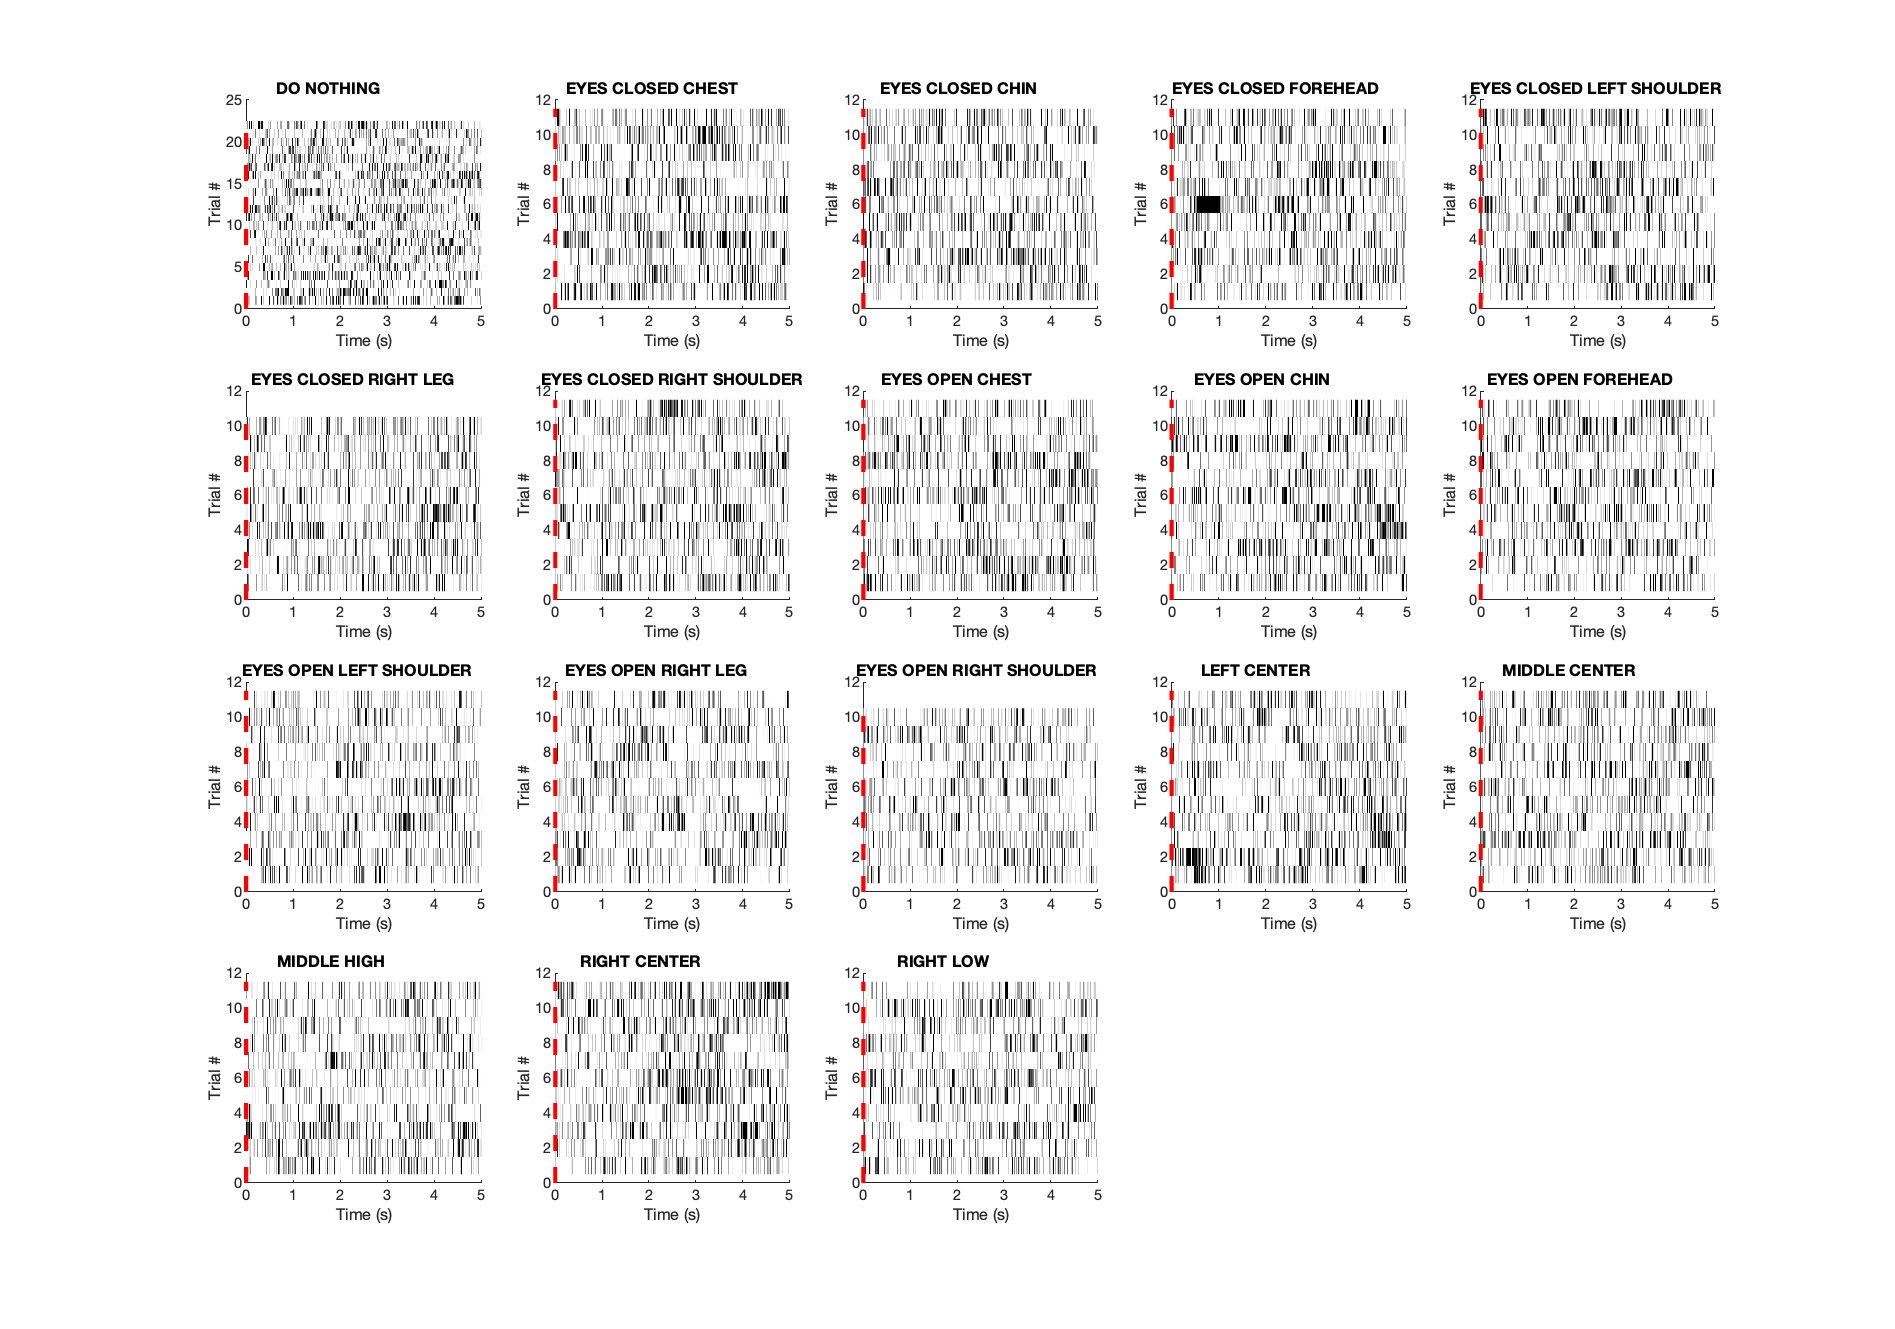 DO NOTHING
25
20
15
10
5
0
Trial #
0 1 2 3 4 5
Time (s)
EYES CLOSED CHEST
12
10
8
6
4
2
0
Trial #
0 1 2 3 4 5
Time (s)
EYES CLOSED CHIN
12
10
8
6
4
2
0
Trial #
0 1 2 3 4 5
Time (s)
EYES CLOSED FOREHEAD
12
10
8
6
4
2
0
Trial #
0 1 2 3 4 5
Time (s)
EYES CLOSED LEFT SHOULDER
12
10
8
6
4
2
0
Trial #
0 1 2 3 4 5
Time (s)
EYES CLOSED RIGHT LEG
12
10
8
6
4
2
0
Trial #
0 1 2 3 4 5
Time (s)
EYES CLOSED RIGHT SHOULDER
12
10
8
6
4
2
0
Trial #
0 1 2 3 4 5
Time (s)
EYES OPEN CHEST
12
10
8
6
4
2
0
Trial #
0 1 2 3 4 5
Time (s)
EYES OPEN CHIN
12
10
8
6
4
2
0
Trial #
0 1 2 3 4 5
Time (s)
EYES OPEN FOREHEAD
12
10
8
6
4
2
0
Trial #
0 1 2 3 4 5
Time (s)
EYES OPEN LEFT SHOULDER
12
10
8
6
4
2
0
Trial #
0 1 2 3 4 5
Time (s)
EYES OPEN RIGHT LEG
12
10
8
6
4
2
0
Trial #
0 1 2 3 4 5
Time (s)
EYES OPEN RIGHT SHOULDER
12
10
8
6
4
2
0
Trial #
0 1 2 3 4 5
Time (s)
LEFT CENTER
12
10
8
6
4
2
0
Trial #
0 1 2 3 4 5
Time (s)
MIDDLE CENTER
12
10
8
6
4
2
0
Trial #
0 1 2 3 4 5
Time (s)
MIDDLE HIGH
12
10
8
6
4
2
0
Trial #
0 1 2 3 4 5
Time (s)
RIGHT CENTER
12
10
8
6
4
2
0
Trial #
0 1 2 3 4 5
Time (s)
RIGHT LOW
12
10
8
6
4
2
0
Trial #
0 1 2 3 4 5
Time (s)